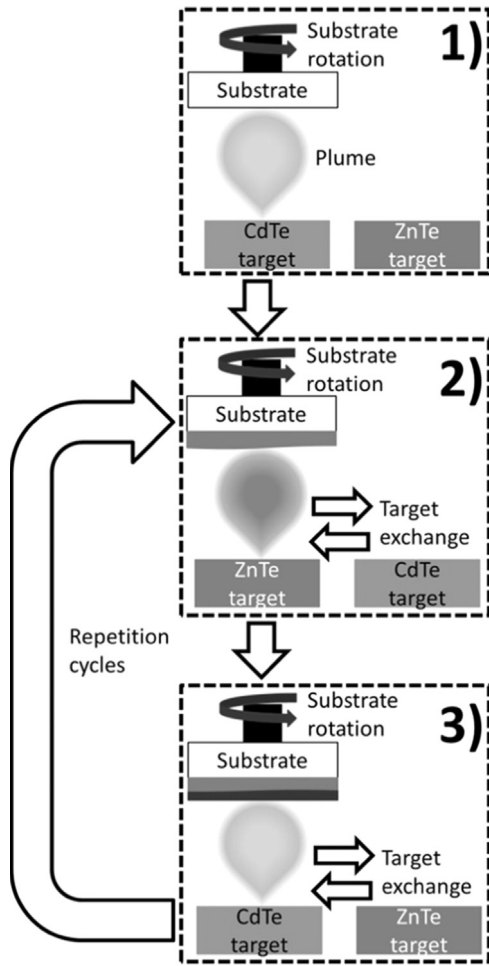 Substrate
rotation
1)
Substrate
Plume
CdTe
target
ZnTe
target
Substrate
rotation
2)
Substrate
Target
exchange
ZnTe
target
CdTe
target
Repetition
cycles
Substrate
rotation
3)
Substrate
Target
exchange
CdTe
target
ZnTe
target